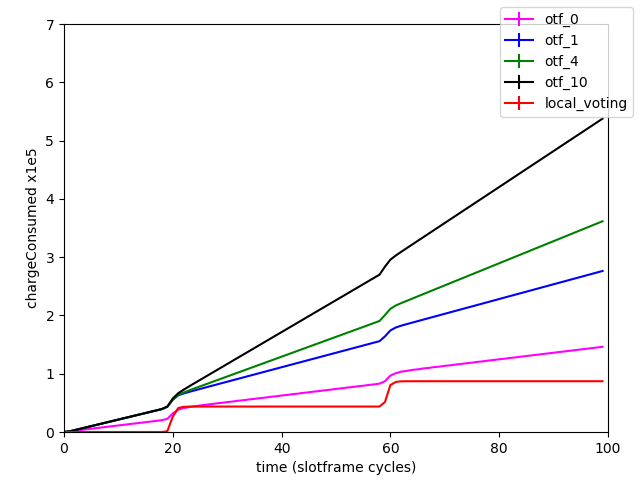 otf_0
otf_1
otf_4
otf_10
local_voting
chargeConsumed x1e5
7
6
5
4
3
2
1
0
0 20 40 60 80 100
time (slotframe cycles)